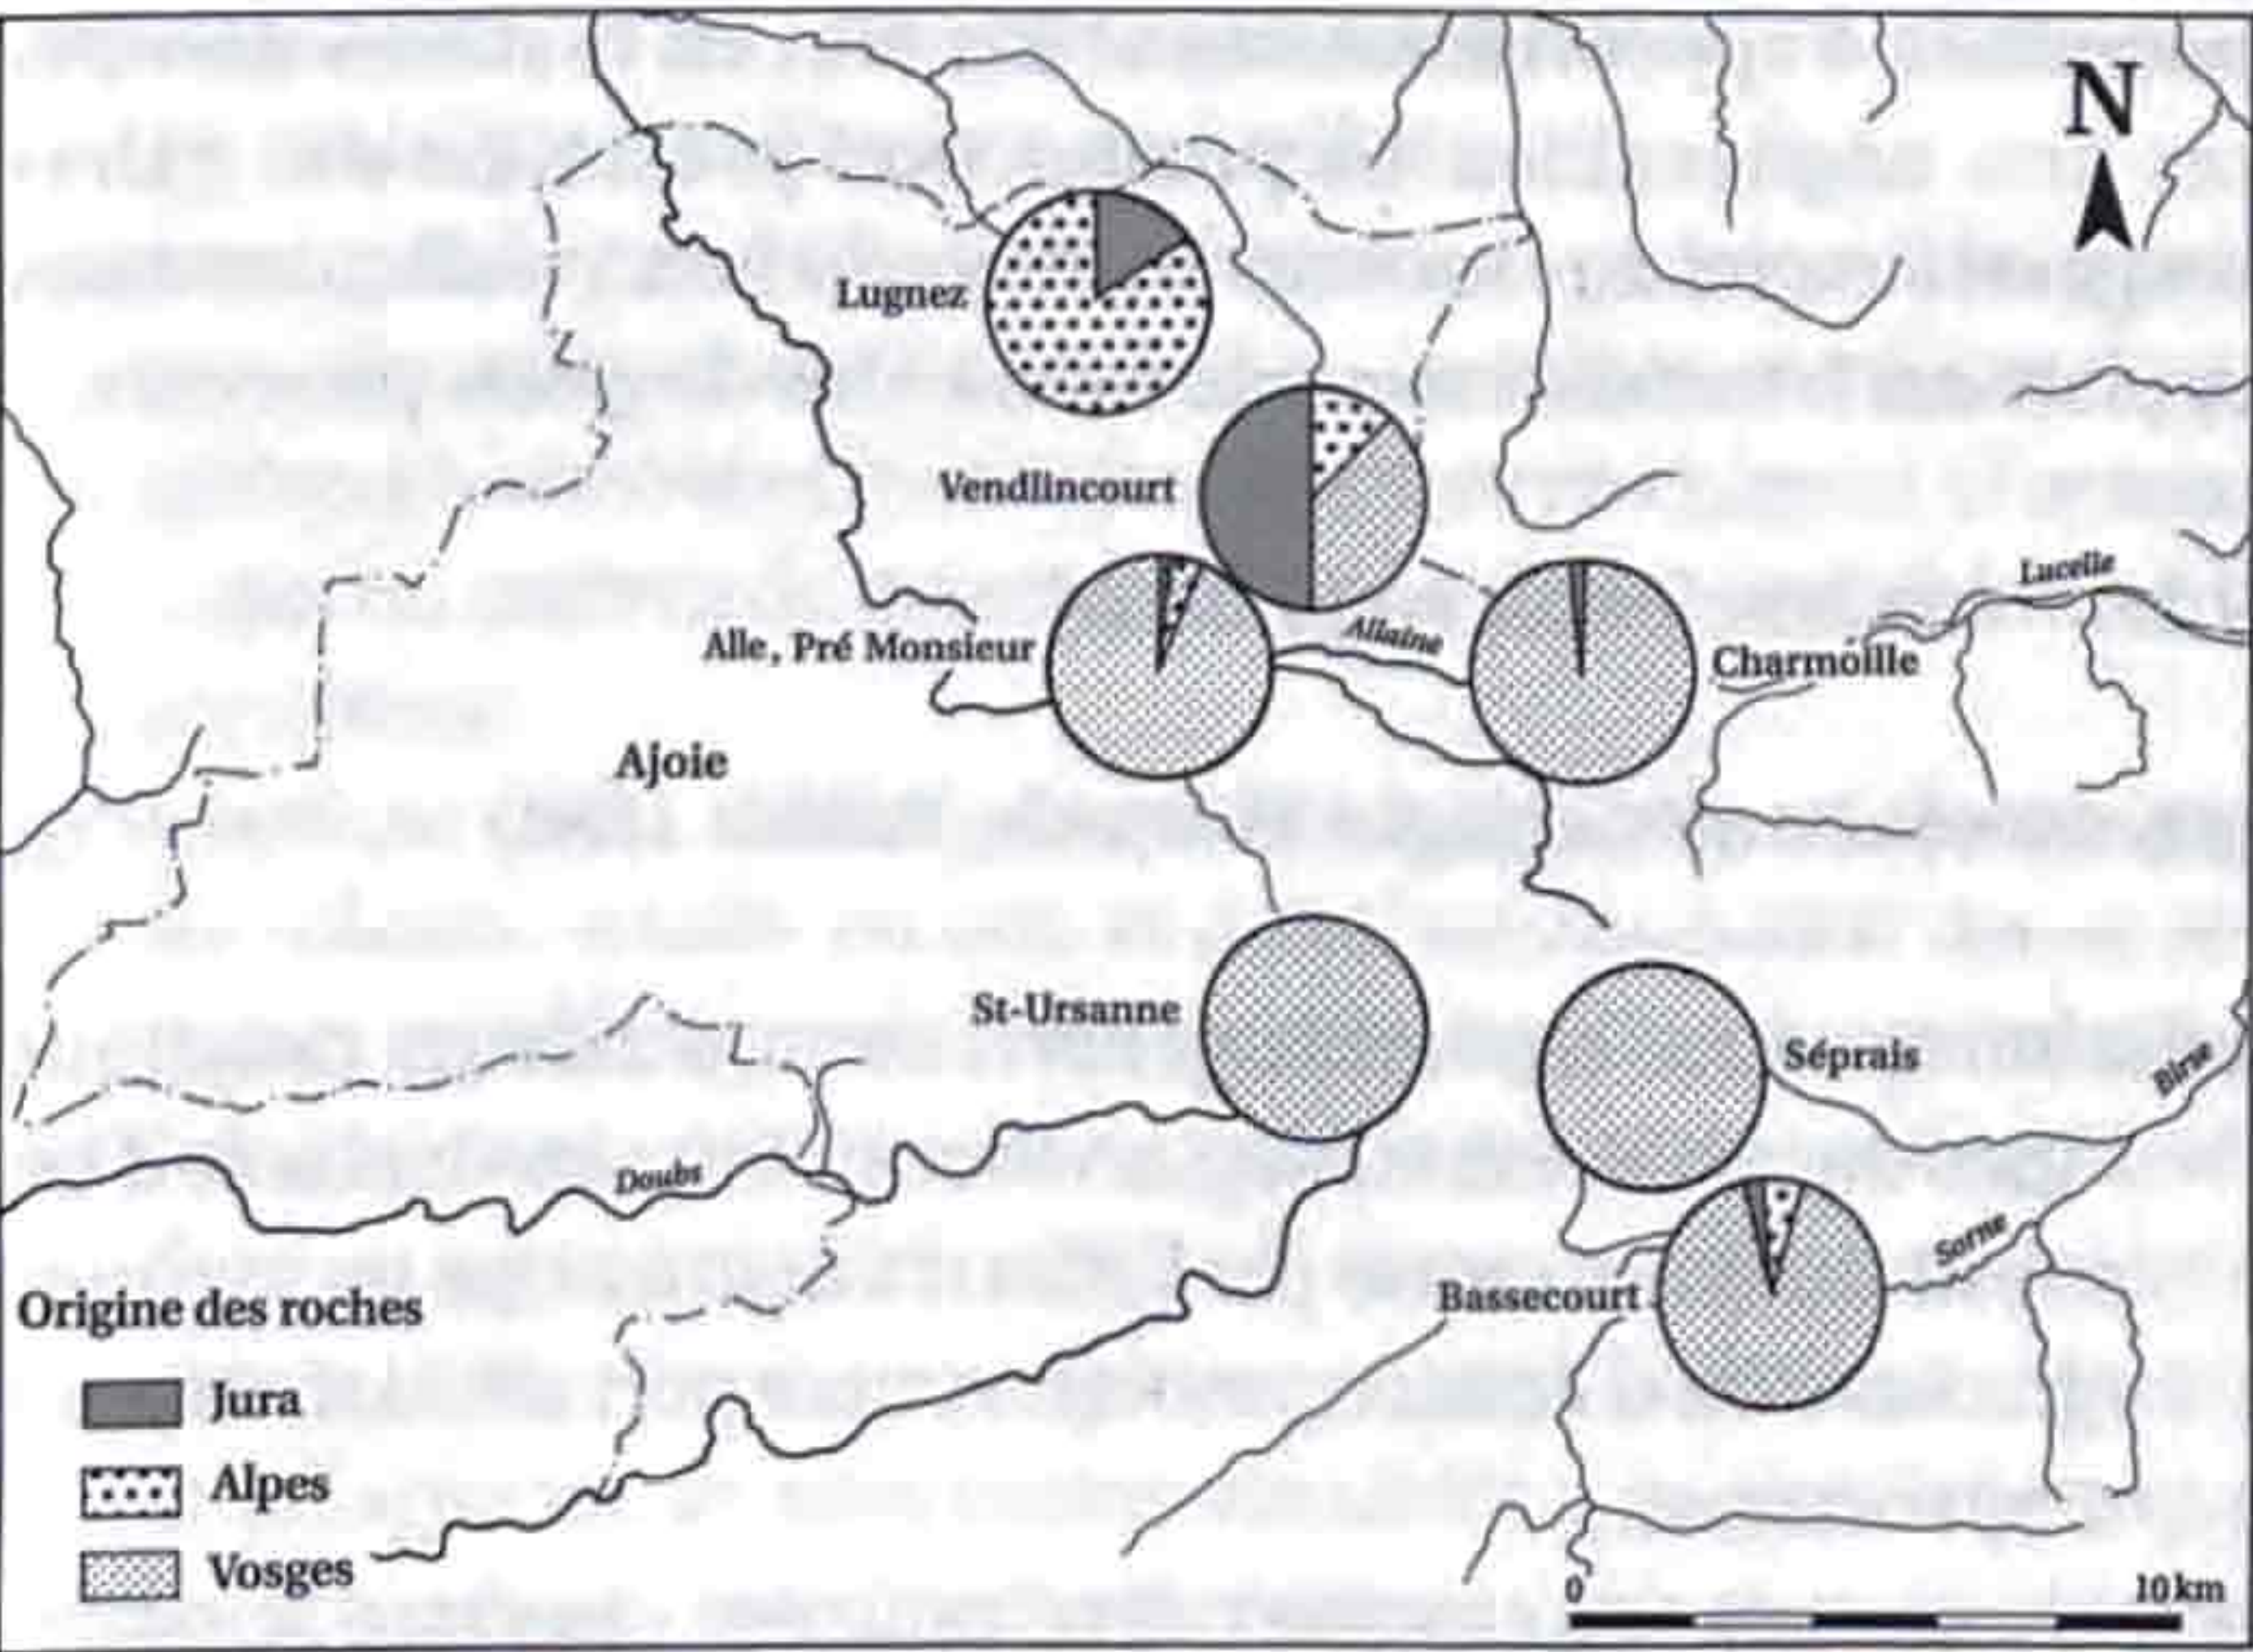 N
Lugnez
Vendlincourt
Lucelle
Allaine
Alle, Pré Monsieur
Charmoille
Ajoie
St-Ursanne
Séprais
Birse
Doubs
Sorne
Bassecourt
Origine des roches
Jura
Alpes
Vosges
0 10 km